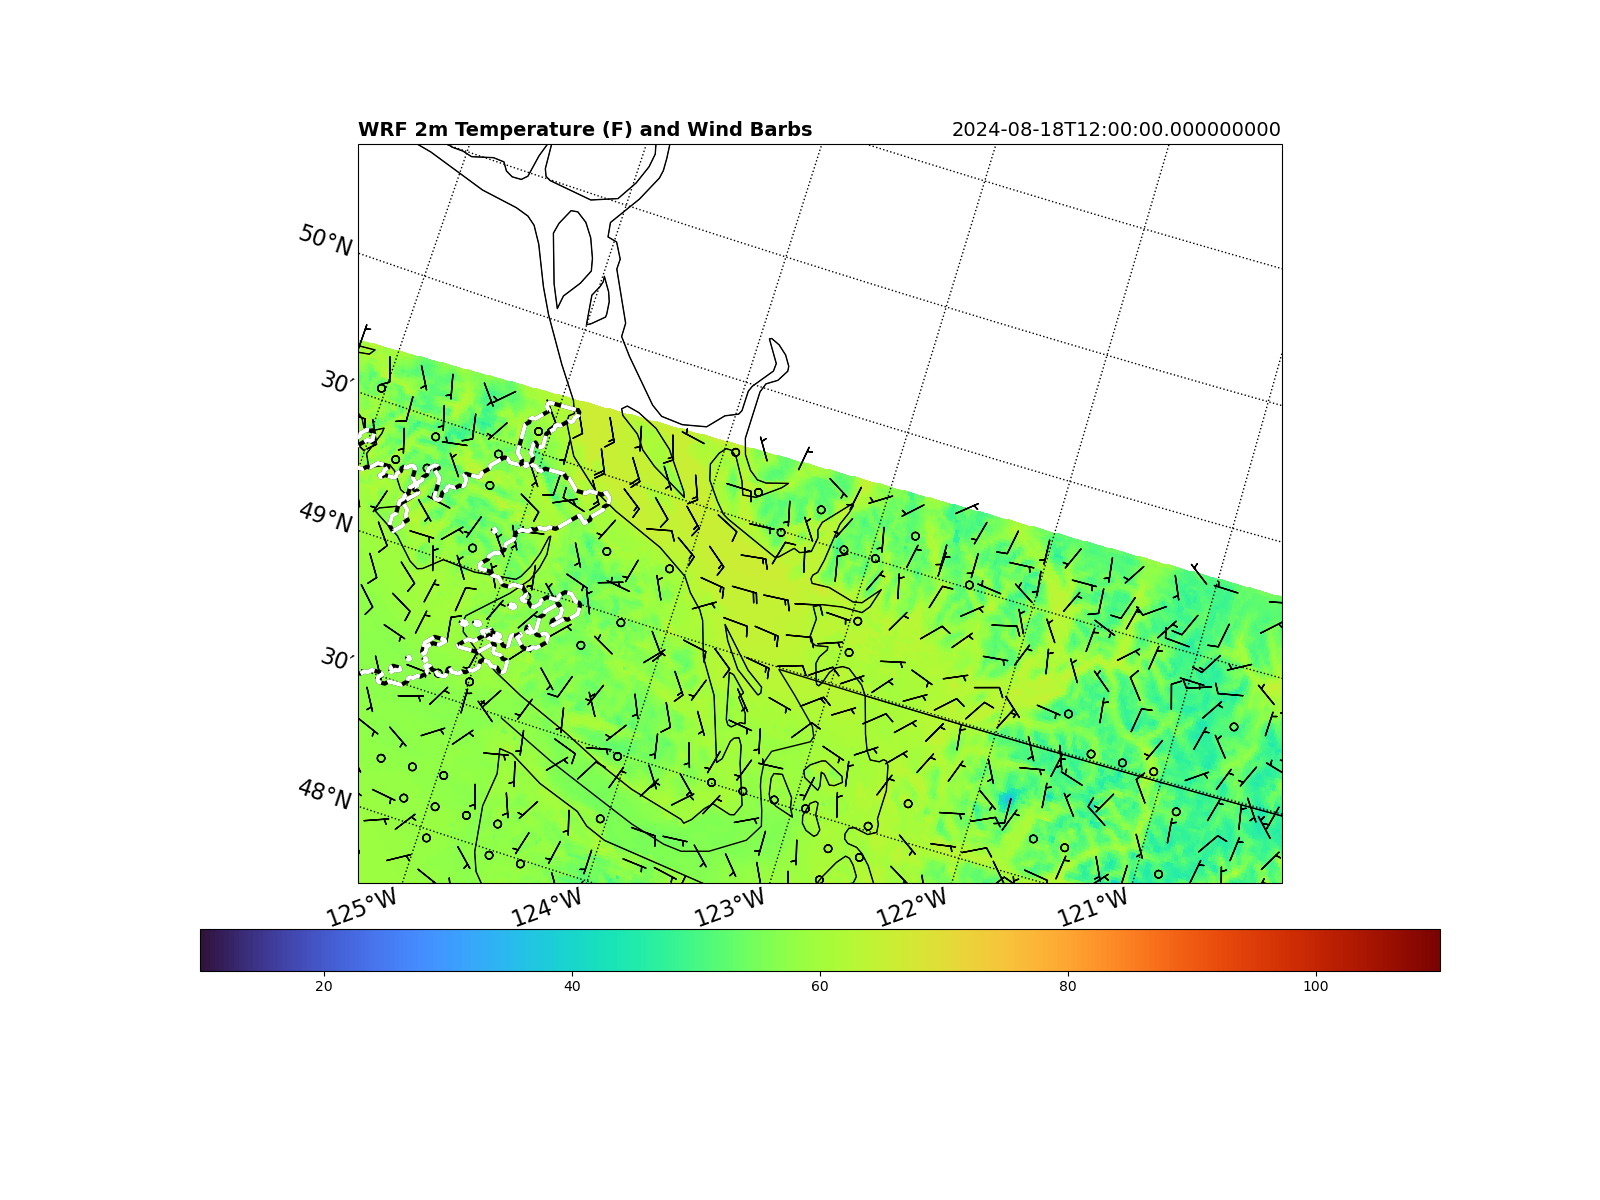 WRF 2m Temperature (F) and Wind Barbs
2024-08-18T12:00:00.000000000
50°N
30′
49°N
30′
48°N
125°W
124°W
123°W
122°W
121°W
20
40
60
80
100